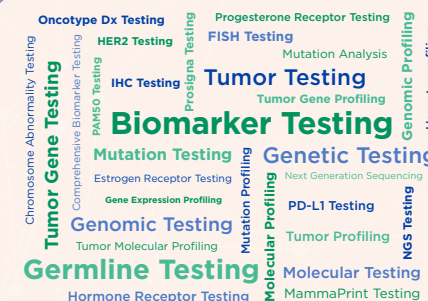 Oncotype Dx Testing
Progesterone Receptor Testing
HER2 Testing
FISH Testing
Mutation Analysis
Chromosome Abnormality Testing
Tumor Gene Testing
Comprehensive Biomarker Testing
PAM50 Testing
IHC Testing
Prosigna Testing
Tumor Testing
Tumor Gene Profiling
Genomic Profiling
Biomarker Testing
Mutation Testing
Mutation Profiling
Genetic Testing
Estrogen Receptor Testing
Next Generation Sequencing
Gene Expression Profiling
Molecular Profiling
PD-L1 Testing
NGS Testing
Genomic Testing
Tumor Profiling
Tumor Molecular Profiling
Germline Testing
Molecular Testing
Hormone Receptor Testing
MammaPrint Testing